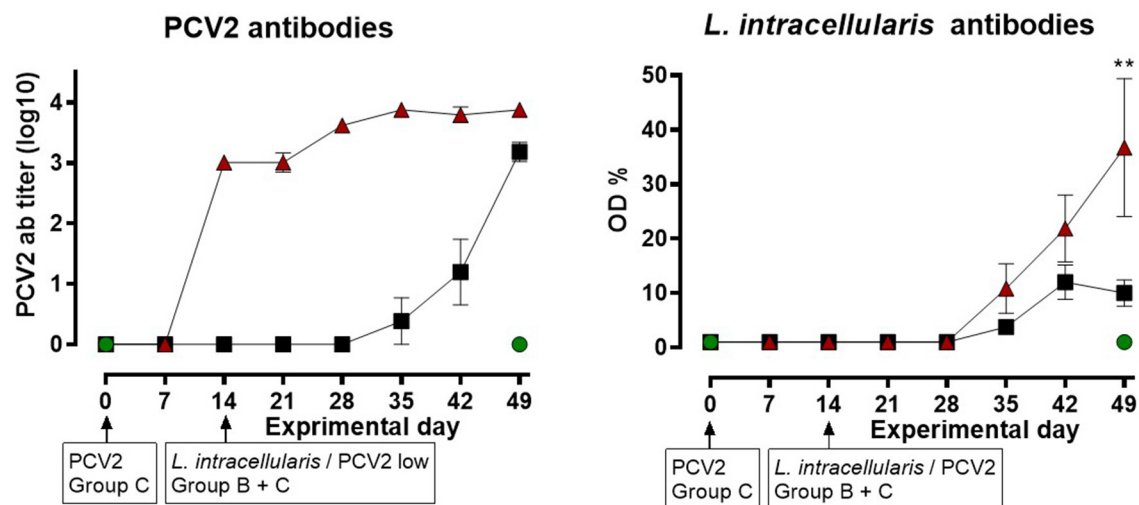 PCV2 antibodies
PCV2 ab titer (log10)
4
3
2
1
0
0 7 14 21 28 35 42 49
Exprimental day
PCV2
Group C
L. intracellularis / PCV2 low
Group B + C
L. intracellularis antibodies
**
OD %
50
40
30
20
10
0
0 7 14 21 28 35 42 49
Experimental day
PCV2
Group C
L. intracellularis / PCV2
Group B + C